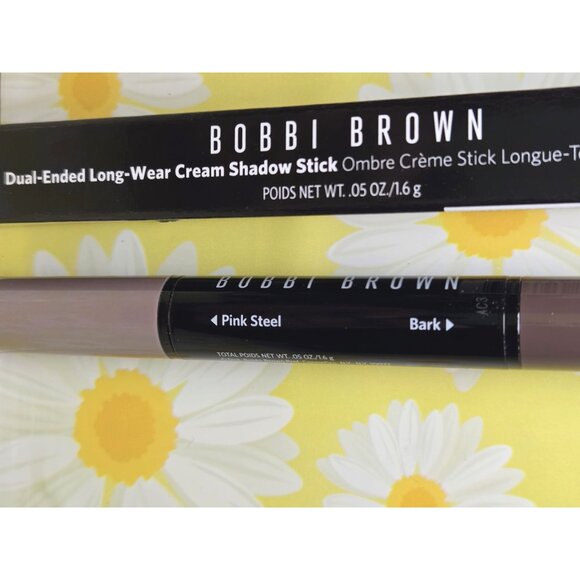 BOBBI BROWN
Dual-Ended Long-Wear Cream Shadow Stick Ombre Crème Stick Longue-T
POIDS NET WT. .05 OZ./1.6 g
BOBBI BROWN
◀ Pink Steel Bark ▶
AC3
TOTAL POIDS NET WT. .05 OZ./1.6 g